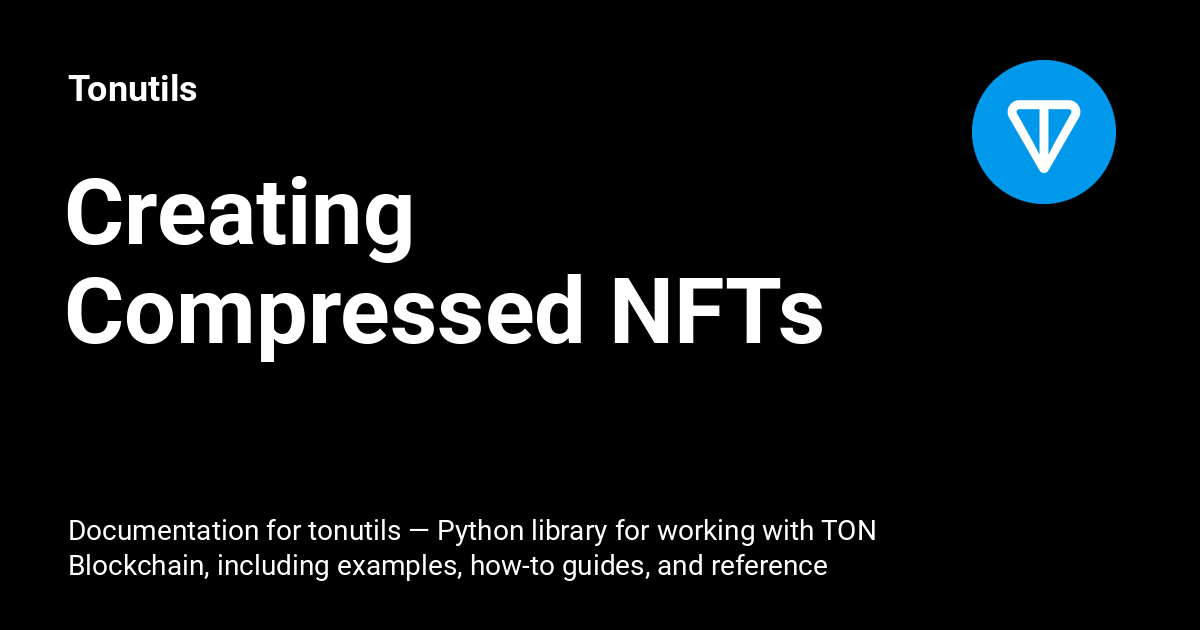 Tonutils
Creating
Compressed NFTs
Documentation for tonutils — Python library for working with TON
Blockchain, including examples, how-to guides, and reference